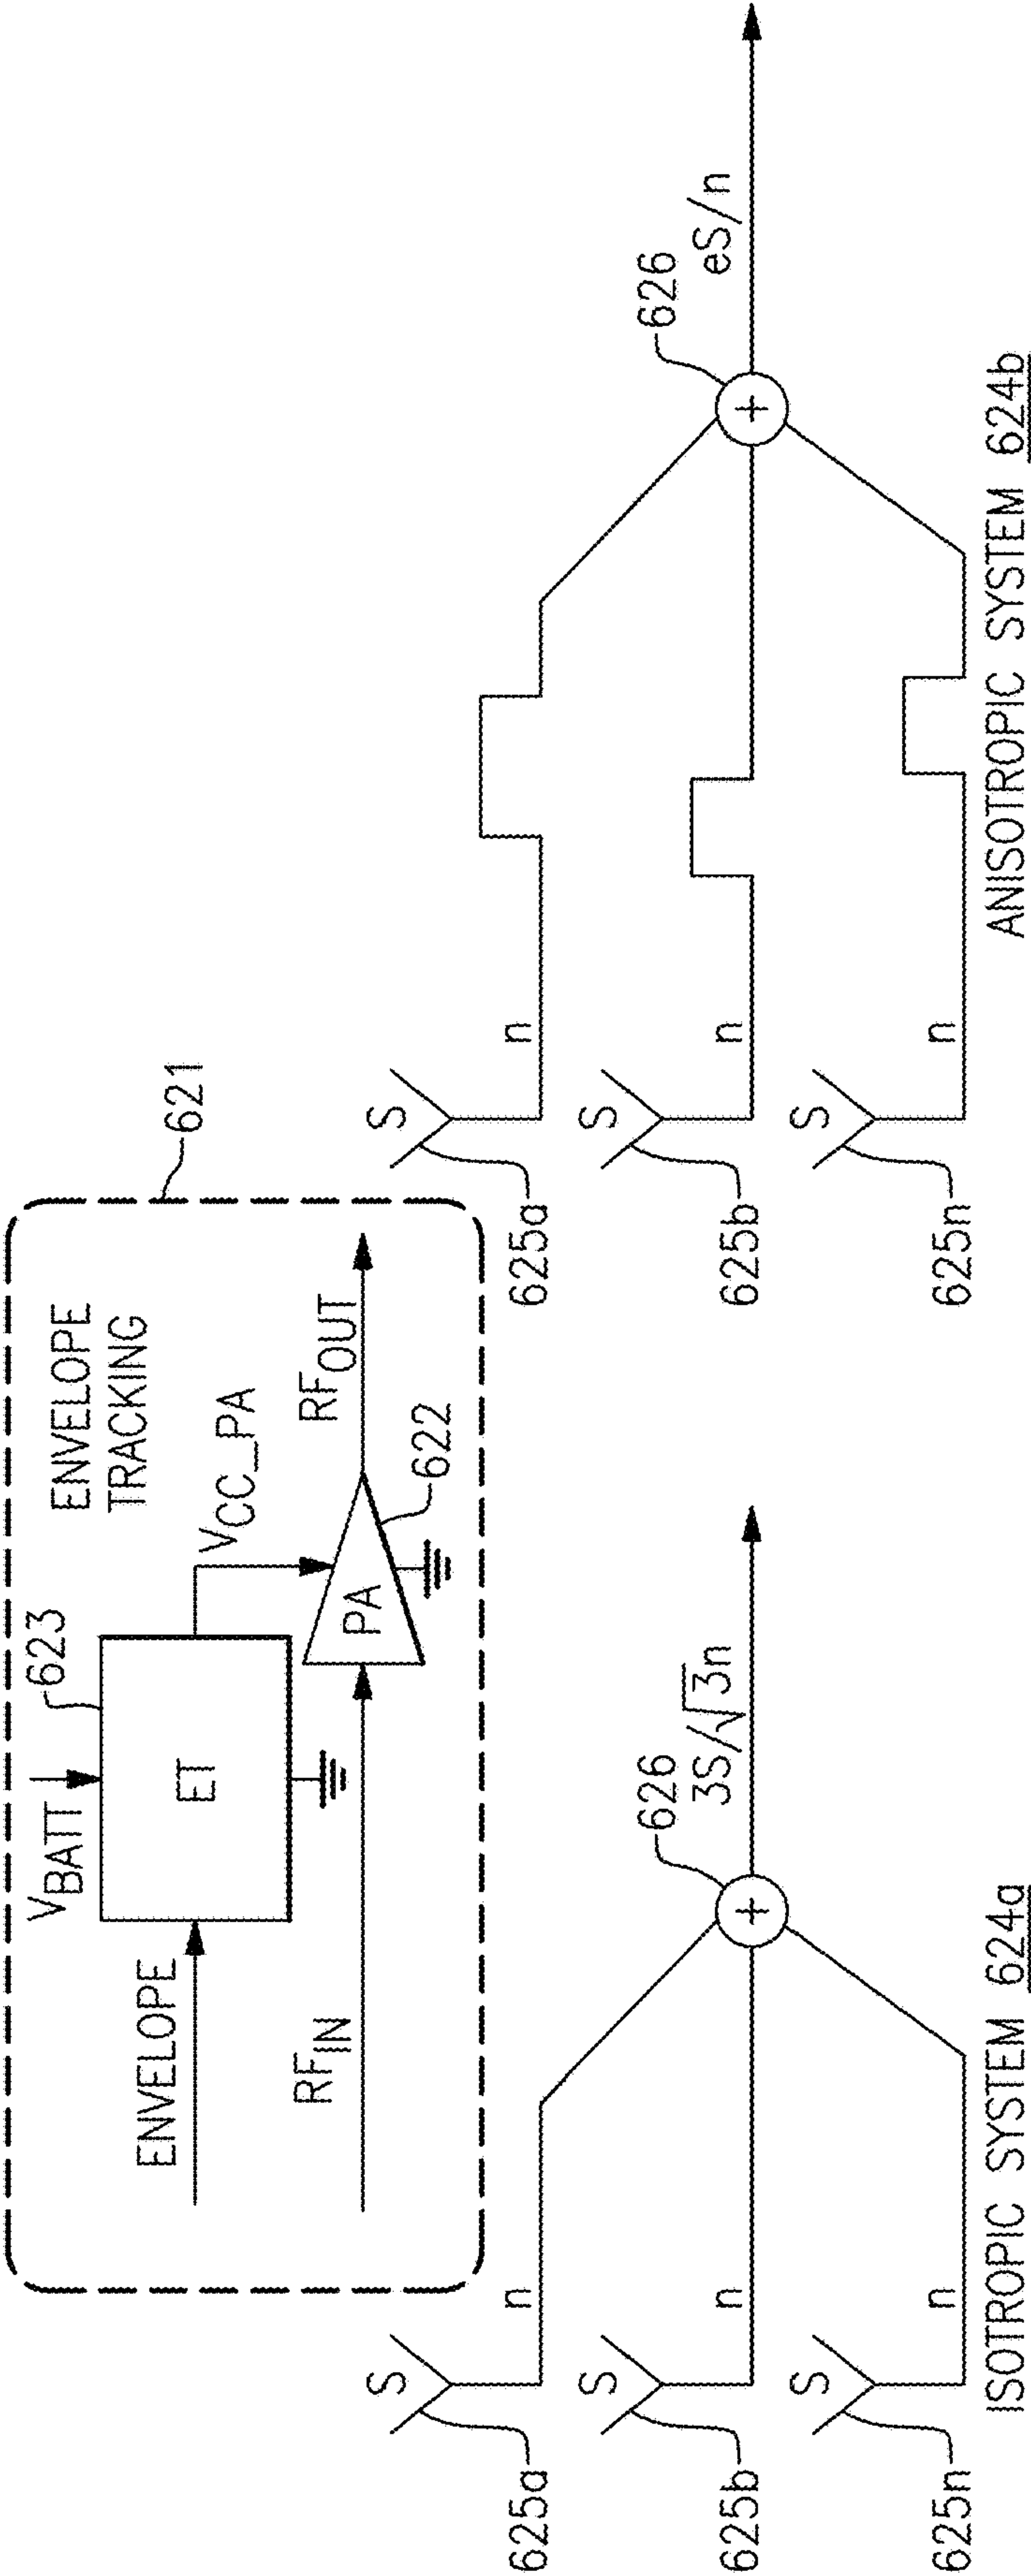 ENVELOPE
TRACKING
621
V_BATT
623
ENVELOPE
ET
V_CC_PA
RF_IN
PA
RF_OUT
622
625a
S
n
625b
S
n
625n
S
n
626
3S/√3n
ISOTROPIC SYSTEM 624a
625a
S
n
625b
S
n
625n
S
n
626
eS/n
ANISOTROPIC SYSTEM 624b